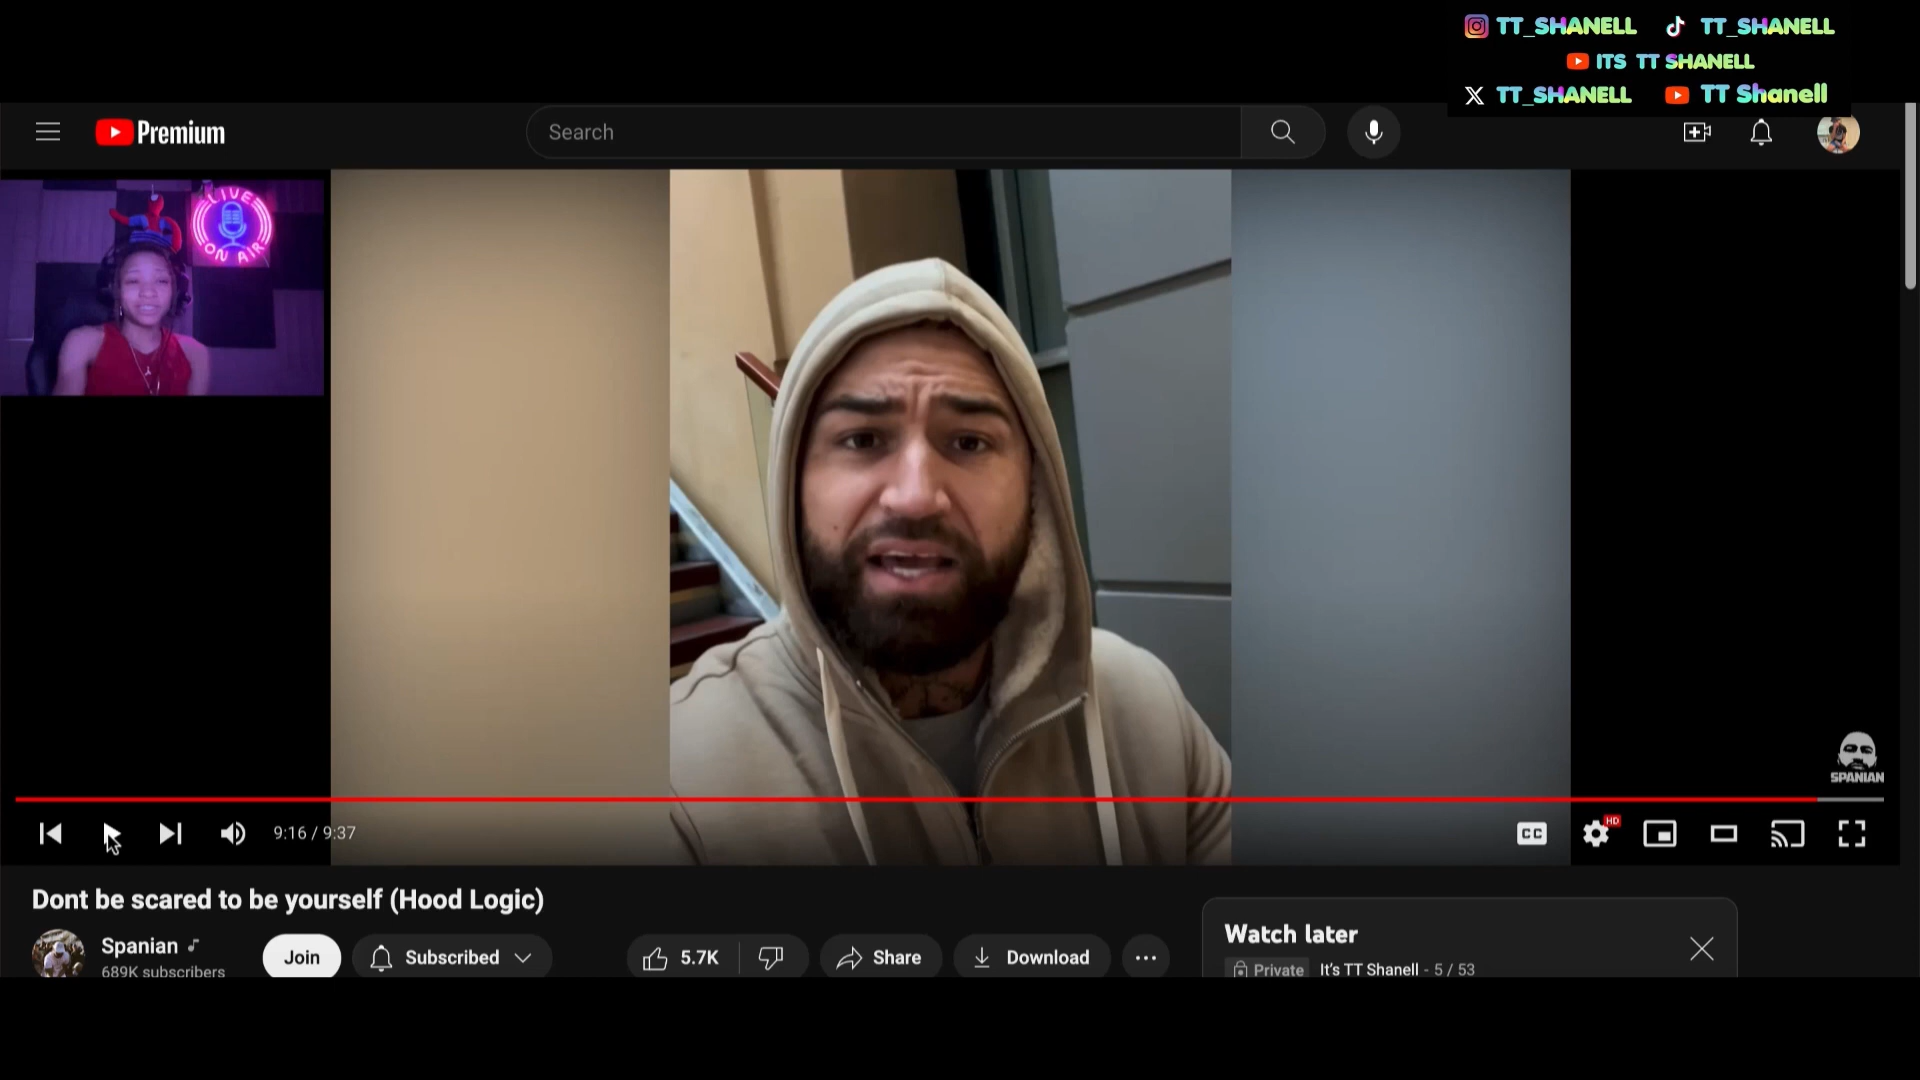 TT_SHANELL TT_SHANELL
ITS TT SHANELL
TT_SHANELL TT Shanell
Premium
Search
LIVE
ON AIR
SPANIAN
9:16 / 9:37
CC
HD
Dont be scared to be yourself (Hood Logic)
Spanian
689K subscribers
Join
Subscribed
5.7K
Share
Download
Watch later
Private It's TT Shanell - 5 / 53